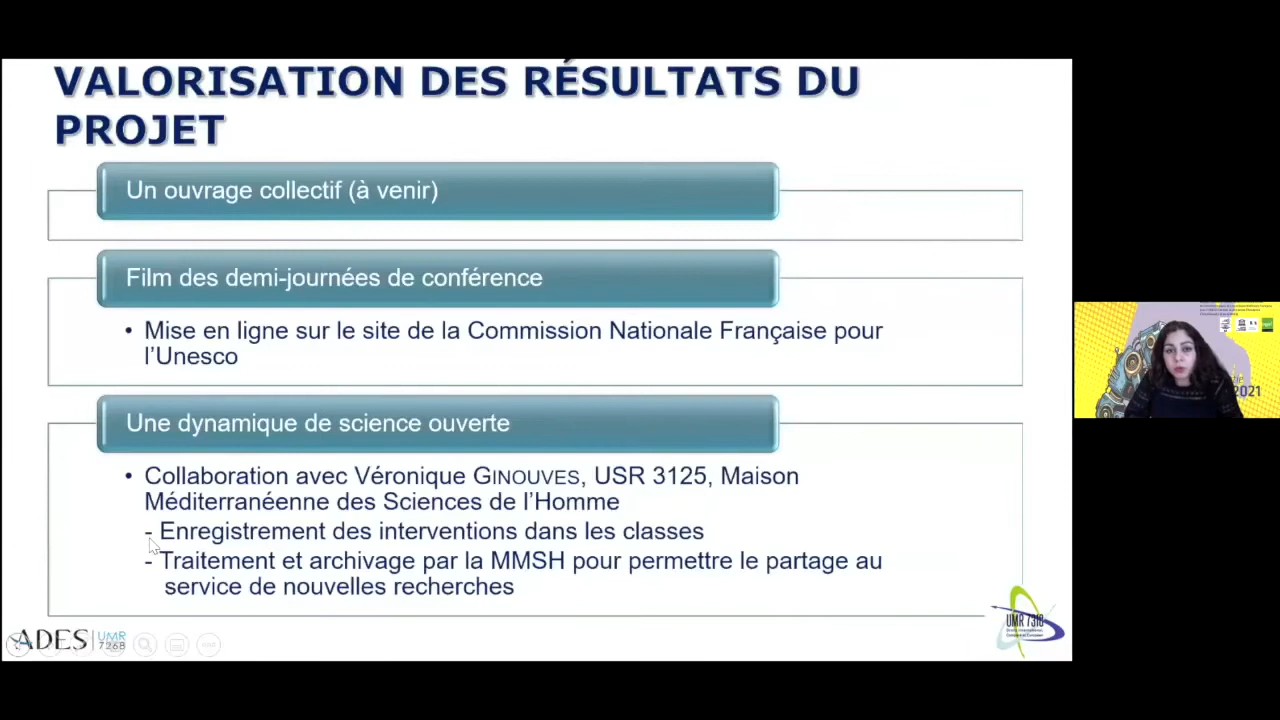 VALORISATION DES RÉSULTATS DU
PROJET
Un ouvrage collectif (à venir)
Film des demi-journées de conférence
• Mise en ligne sur le site de la Commission Nationale Française pour
l'Unesco
Une dynamique de science ouverte
• Collaboration avec Véronique GINOUVES, USR 3125, Maison
Méditerranéenne des Sciences de l'Homme
- Enregistrement des interventions dans les classes
- Traitement et archivage par la MMSH pour permettre le partage au
service de nouvelles recherches
ADES UMR
7268
UMR 7318
2021